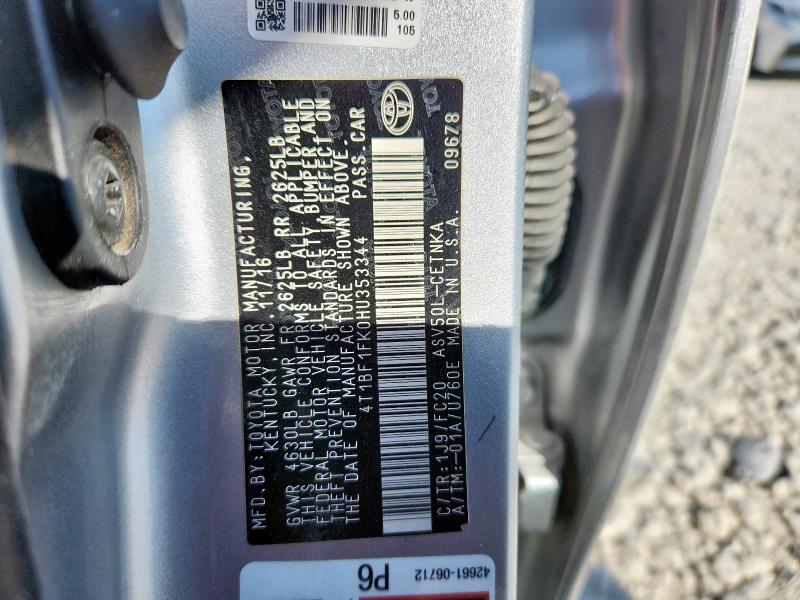 5.00
105
MFD. BY: TOYOTA MOTOR MANUFACTURING,
KENTUCKY, INC. 11/16
GVWR 4630LB GAWR FR 2625LB RR 2625LB
THIS VEHICLE CONFORMS TO ALL APPLICABLE
FEDERAL MOTOR VEHICLE SAFETY, BUMPER AND
THEFT PREVENTION STANDARDS IN EFFECT ON
THE DATE OF MANUFACTURE SHOWN ABOVE.
4T1BF1FK0HU353344 PASS. CAR
C/TR:1J9/FC20 ASV50L-CETNKA 09678
A/TM:-01A/U760E MADE IN U.S.A.
42661-06712
P6